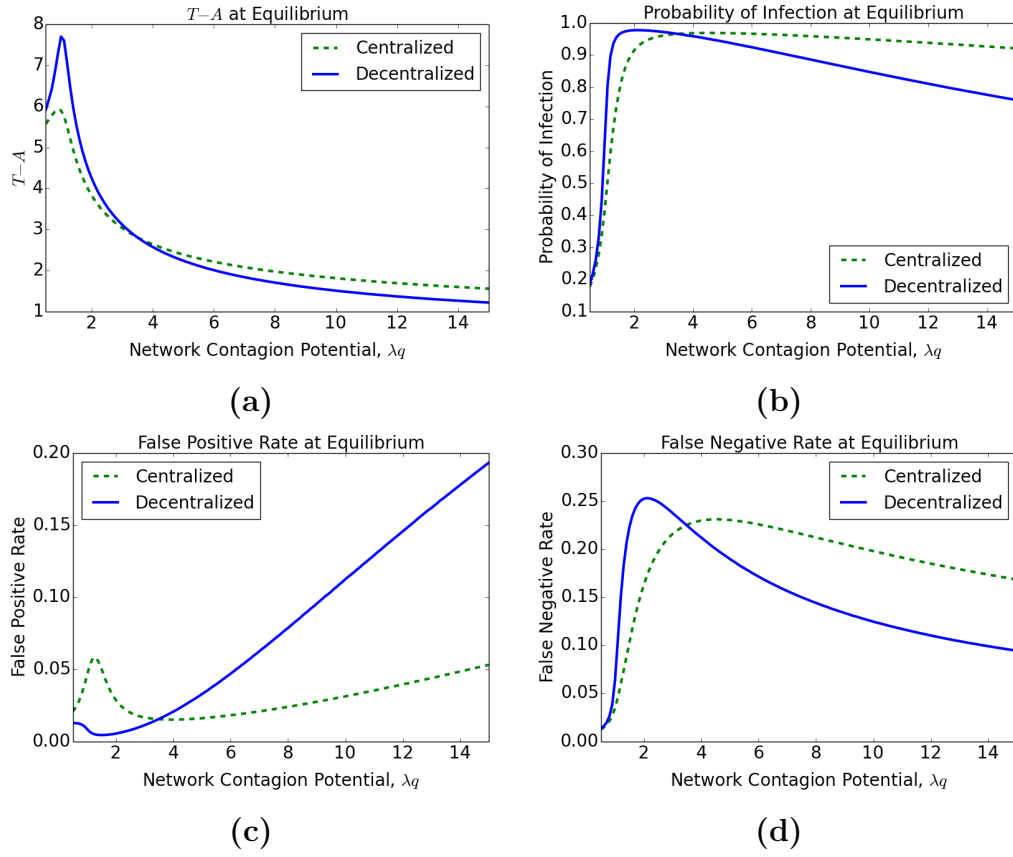 T−A at Equilibrium
8
7
6
5
4
3
2
1
T−A
Centralized
Decentralized
2 4 6 8 10 12 14
Network Contagion Potential, λq
(a)
Probability of Infection at Equilibrium
1.0
0.9
0.8
0.7
0.6
0.5
0.4
0.3
0.2
0.1
Probability of Infection
Centralized
Decentralized
2 4 6 8 10 12 14
Network Contagion Potential, λq
(b)
False Positive Rate at Equilibrium
0.20
0.15
0.10
0.05
0.00
False Positive Rate
Centralized
Decentralized
2 4 6 8 10 12 14
Network Contagion Potential, λq
(c)
False Negative Rate at Equilibrium
0.30
0.25
0.20
0.15
0.10
0.05
0.00
False Negative Rate
Centralized
Decentralized
2 4 6 8 10 12 14
Network Contagion Potential, λq
(d)